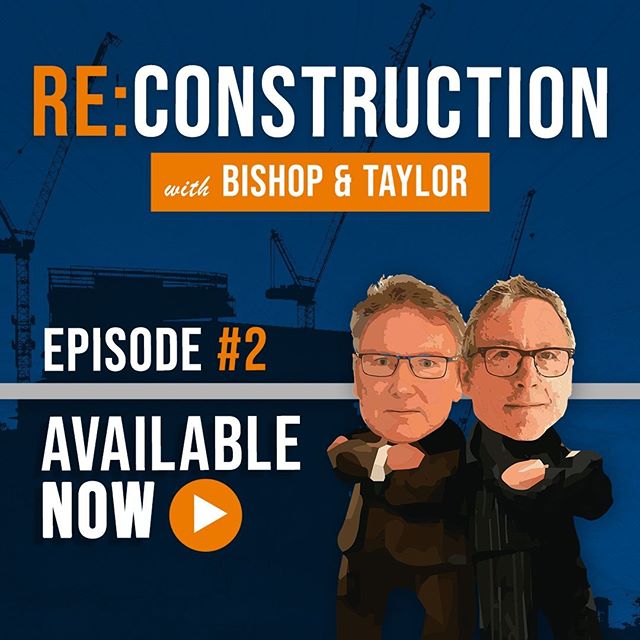 RE:CONSTRUCTION
with BISHOP & TAYLOR
EPISODE #2
AVAILABLE
NOW